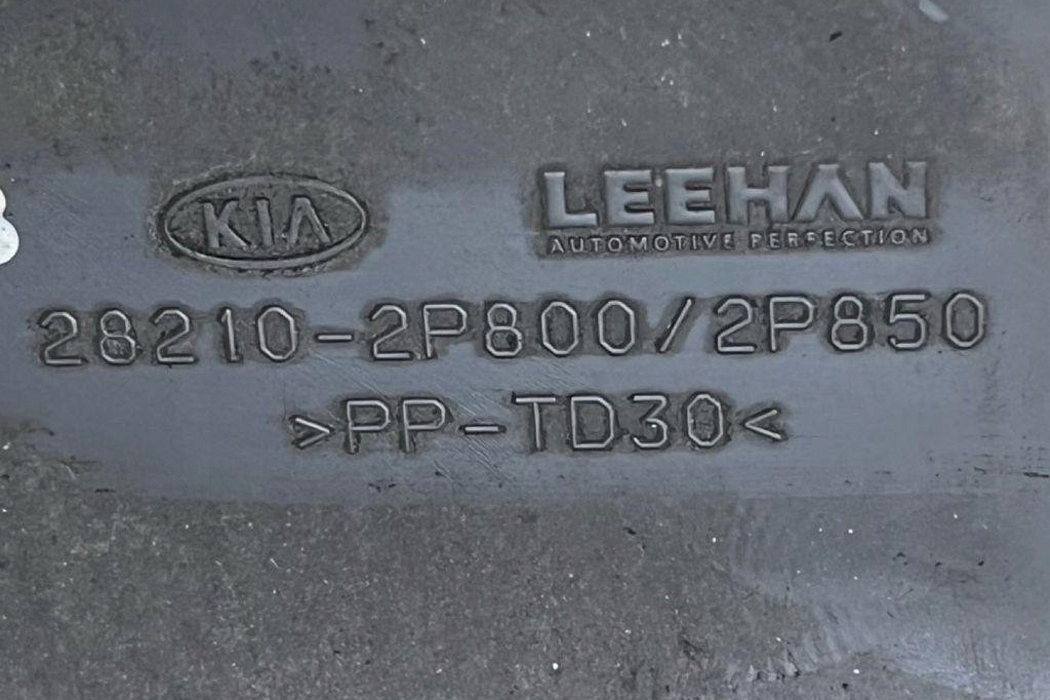 KIA
LEEHAN
AUTOMOTIVE PERFECTION
28210-2P800/2P850
>PP-TD30<